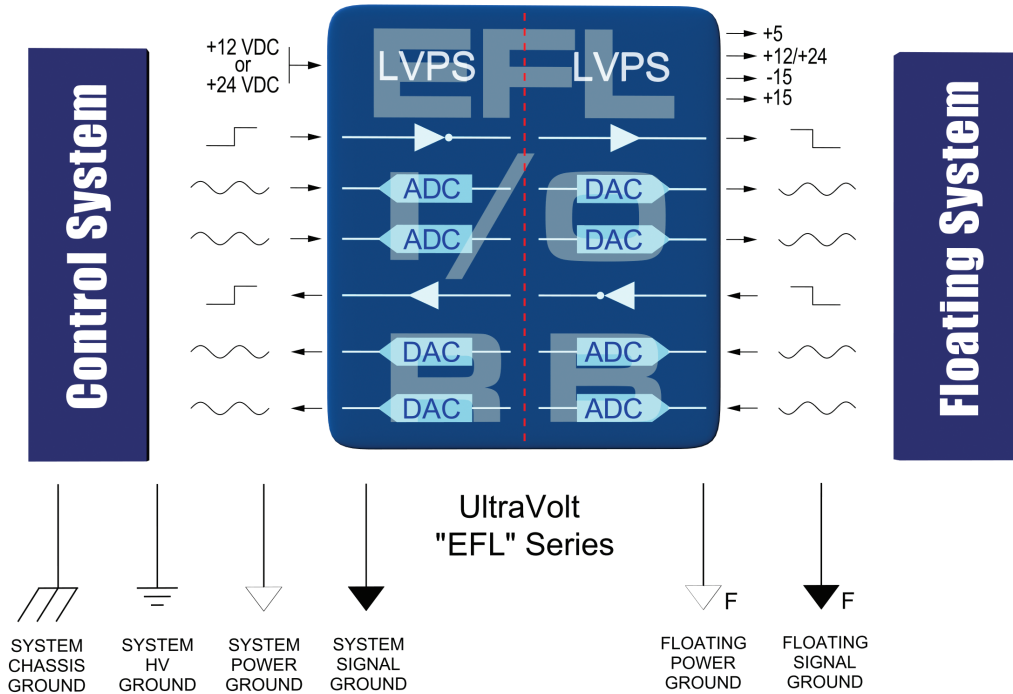 +12 VDC
or
+24 VDC
EFL
LVPS
LVPS
+5
+12/+24
-15
+15
Control System
Floating System
I/O
ADC
DAC
ADC
DAC
RB
DAC
ADC
DAC
ADC
UltraVolt
"EFL" Series
F
F
SYSTEM
CHASSIS
GROUND
SYSTEM
HV
GROUND
SYSTEM
POWER
GROUND
SYSTEM
SIGNAL
GROUND
FLOATING
POWER
GROUND
FLOATING
SIGNAL
GROUND